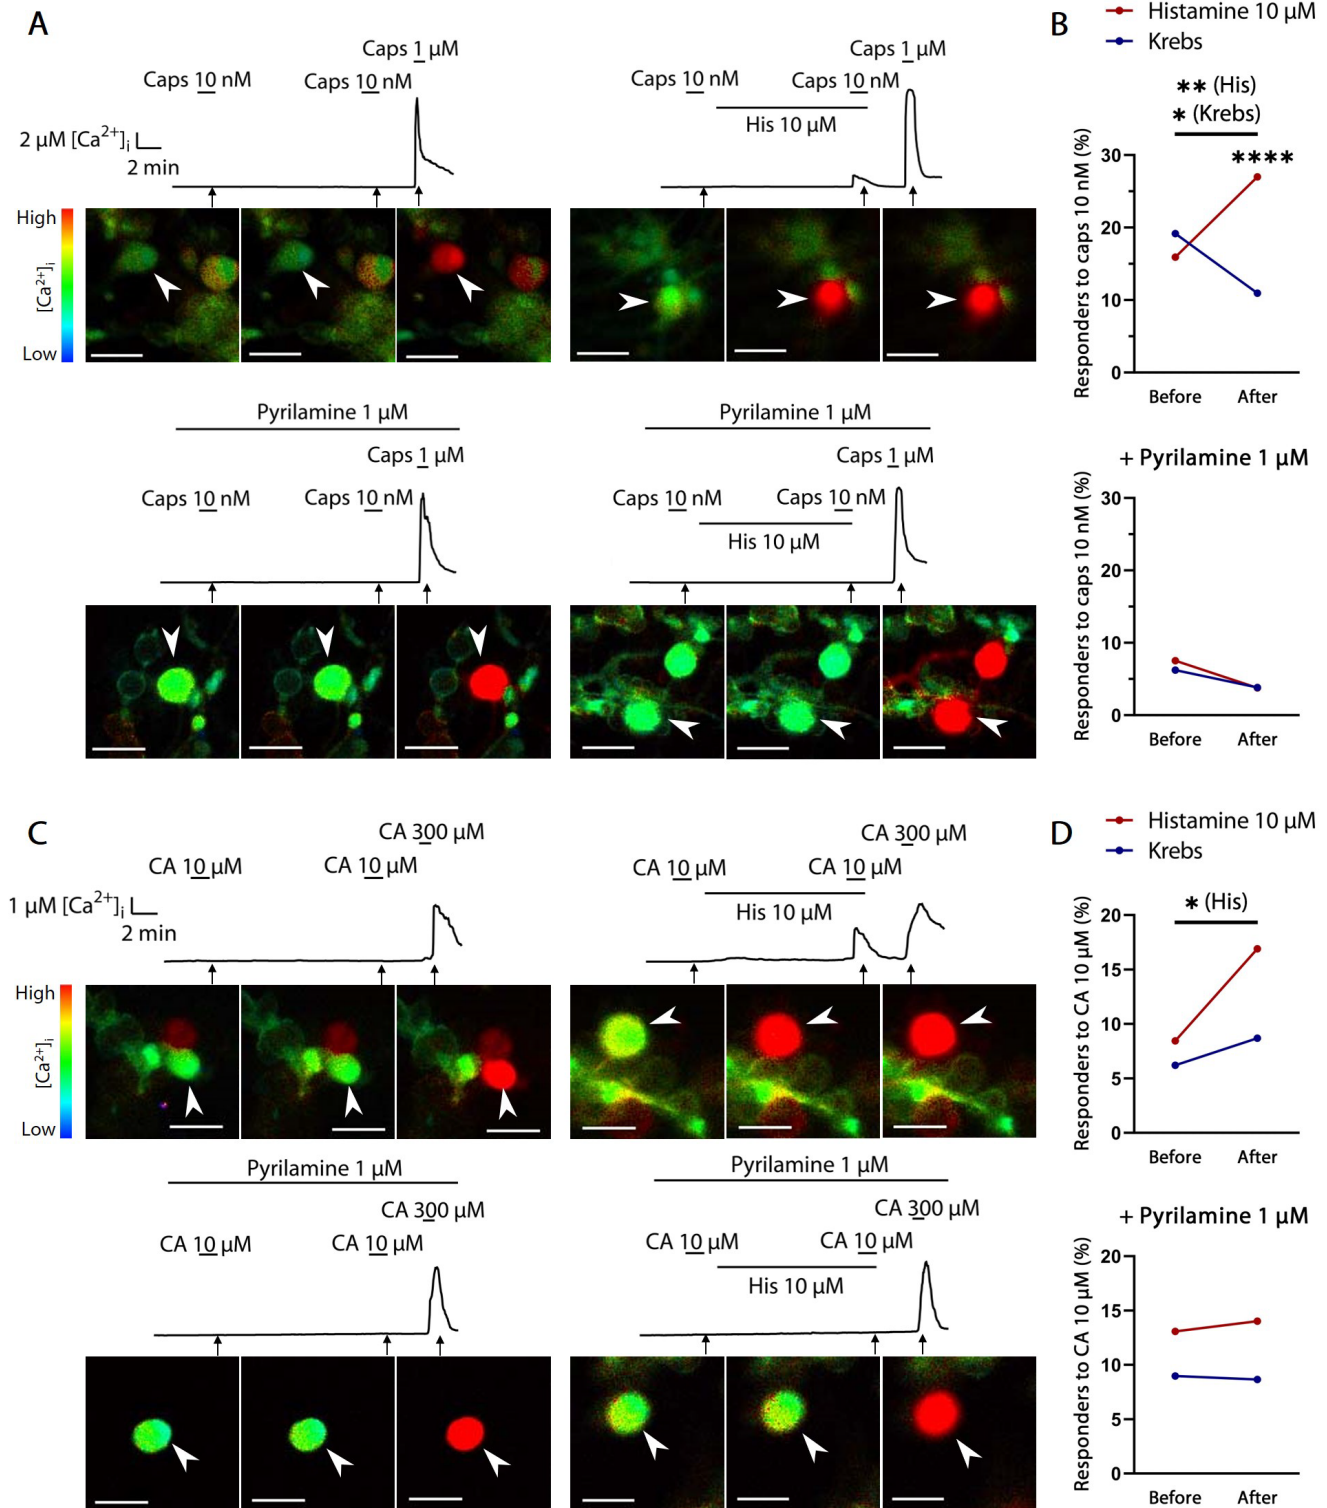 A
Caps 1 μM
Caps 10 nM
Caps 10 nM
2 μM [Ca2+]i
2 min
Caps 1 μM
Caps 10 nM
Caps 10 nM
His 10 μM
High
[Ca2+]i
Low
Pyrilamine 1 μM
Caps 1 μM
Caps 10 nM
Caps 10 nM
Pyrilamine 1 μM
Caps 1 μM
Caps 10 nM
Caps 10 nM
His 10 μM
B
Histamine 10 μM
Krebs
** (His)
* (Krebs)
****
Responders to caps 10 nM (%)
30
20
10
0
Before
After
+ Pyrilamine 1 μM
Responders to caps 10 nM (%)
30
20
10
0
Before
After
C
CA 300 μM
CA 10 μM
CA 10 μM
1 μM [Ca2+]i
2 min
CA 300 μM
CA 10 μM
CA 10 μM
His 10 μM
High
[Ca2+]i
Low
Pyrilamine 1 μM
CA 300 μM
CA 10 μM
CA 10 μM
Pyrilamine 1 μM
CA 300 μM
CA 10 μM
CA 10 μM
His 10 μM
D
Histamine 10 μM
Krebs
* (His)
Responders to CA 10 μM (%)
20
15
10
5
0
Before
After
+ Pyrilamine 1 μM
Responders to CA 10 μM (%)
20
15
10
5
0
Before
After